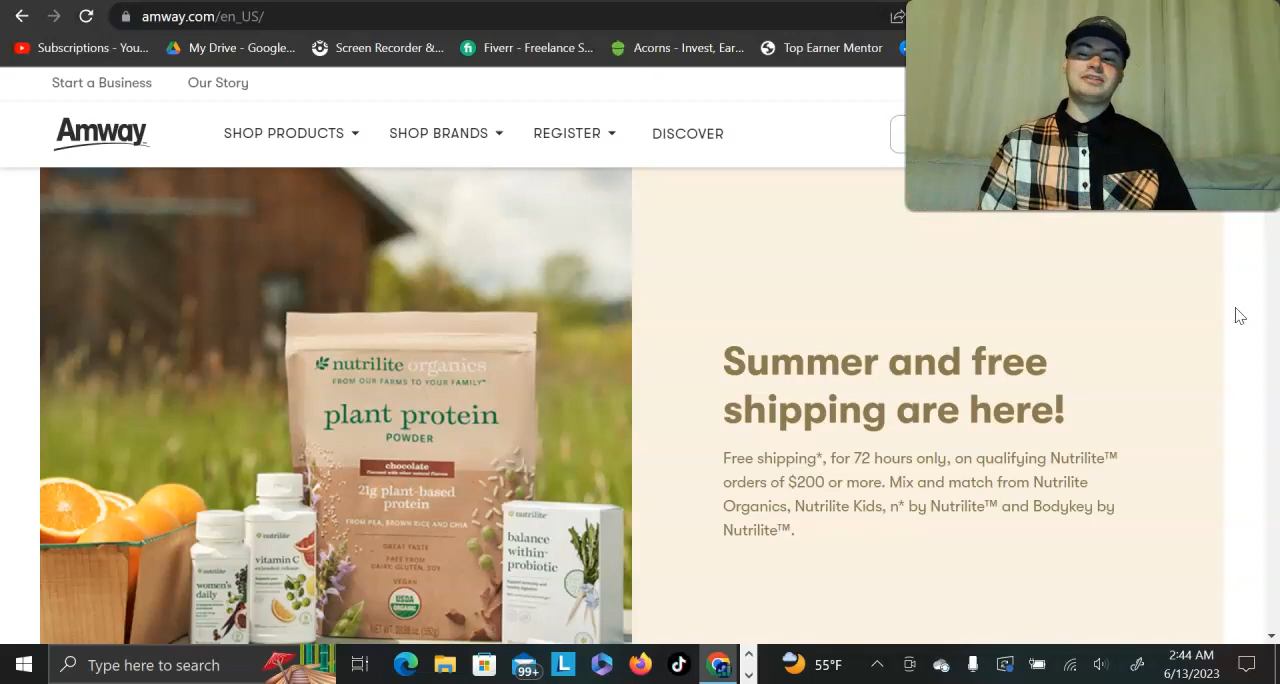 amway.com/en_US/
Subscriptions - You...
My Drive - Google...
Screen Recorder &...
Fiverr - Freelance S...
Acorns - Invest, Ear...
Top Earner Mentor
Start a Business
Our Story
Amway
SHOP PRODUCTS
SHOP BRANDS
REGISTER
DISCOVER
nutrilite organics
FROM OUR FARMS TO YOUR FAMILY™
plant protein
POWDER
chocolate
21g plant-based
protein
FROM PEA, BROWN RICE AND CHIA
GREAT TASTE
FREE FROM
DAIRY, GLUTEN, SOY
VEGAN
USDA
ORGANIC
nutrilite
women's
daily
nutrilite
vitamin C
nutrilite
balance
within™
probiotic
Summer and free
shipping are here!
Free shipping*, for 72 hours only, on qualifying Nutrilite™
orders of $200 or more. Mix and match from Nutrilite
Organics, Nutrilite Kids, n* by Nutrilite™ and Bodykey by
Nutrilite™.
Type here to search
99+
L
55°F
2:44 AM
6/13/2023